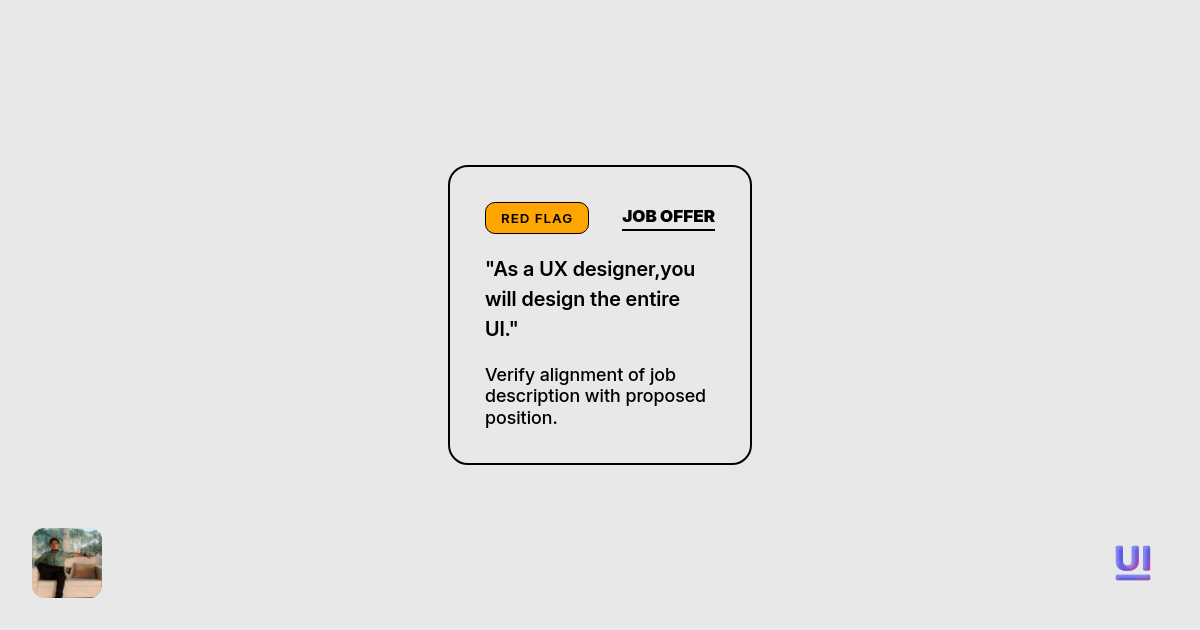 RED FLAG
JOB OFFER
"As a UX designer,you
will design the entire
UI."
Verify alignment of job
description with proposed
position.
UI